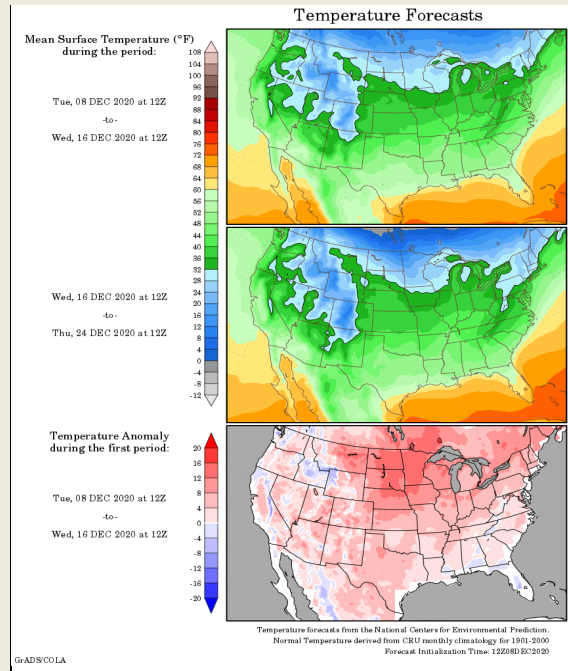 Temperature Forecasts
Mean Surface Temperature (°F)
during the period:
Tue, 08 DEC 2020 at 12Z
-to-
Wed, 16 DEC 2020 at 12Z
108
104
100
96
92
88
84
80
76
72
68
64
60
56
52
48
44
40
36
32
28
24
20
16
12
8
4
0
-4
-8
-12
Wed, 16 DEC 2020 at 12Z
-to-
Thu, 24 DEC 2020 at 12Z
Temperature Anomaly
during the first period:
Tue, 08 DEC 2020 at 12Z
-to-
Wed, 16 DEC 2020 at 12Z
20
16
12
8
4
0
-4
-8
-12
-16
-20
Temperature forecasts from the National Centers for Environmental Prediction.
Normal Temperature derived from CRU monthly climatology for 1901-2000
Forecast Initialization Time: 12Z08DEC2020
GrADS/COLA